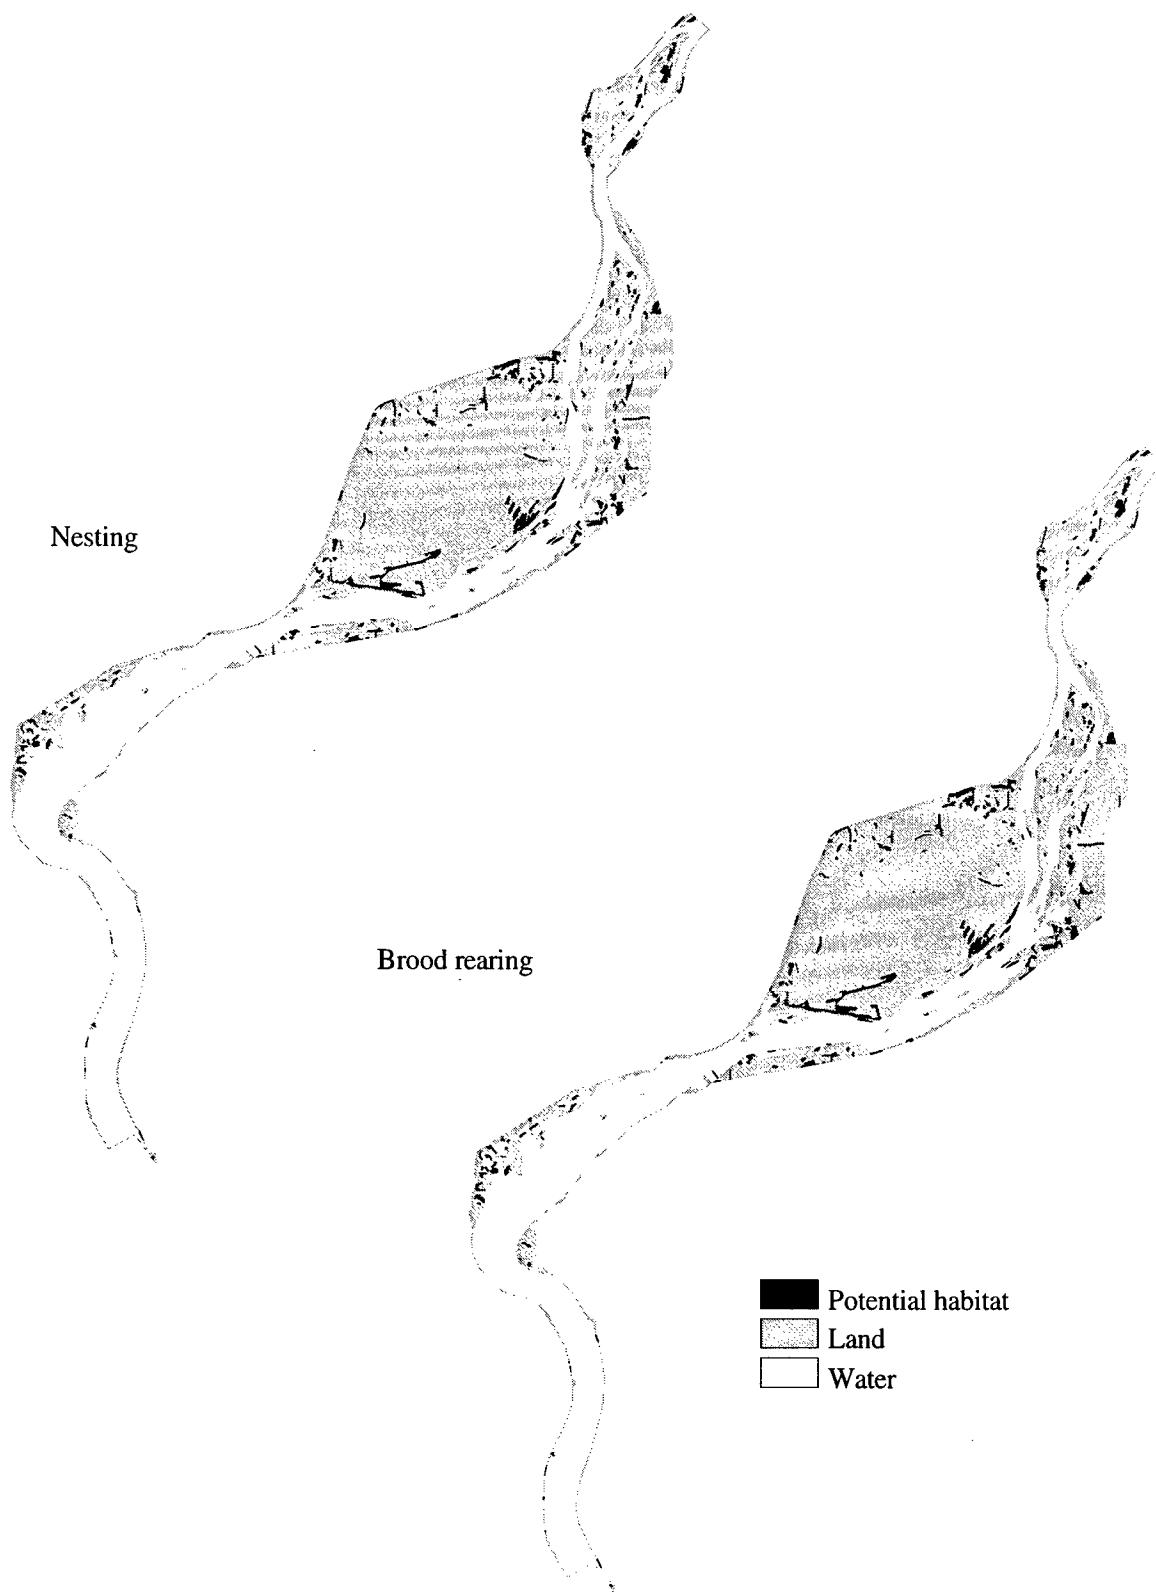 Nesting
Brood rearing
Potential habitat
Land
Water